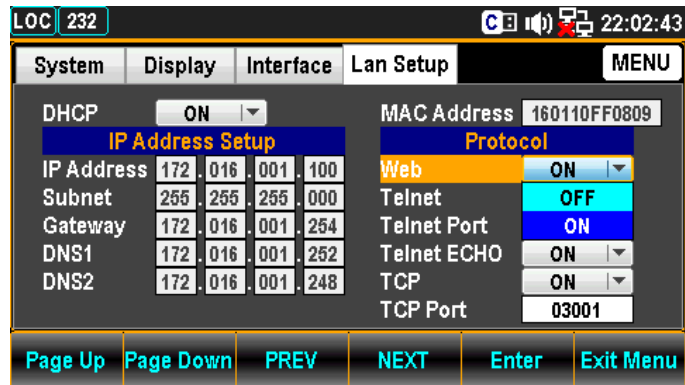 LOC 232 C 22:02:43
System Display Interface Lan Setup MENU
DHCP ON MAC Address 160110FF0809
IP Address Setup Protocol
IP Address 172 . 016 . 001 . 100 Web ON
Subnet 255 . 255 . 255 . 000 Telnet OFF
Gateway 172 . 016 . 001 . 254 Telnet Port ON
DNS1 172 . 016 . 001 . 252 Telnet ECHO ON
DNS2 172 . 016 . 001 . 248 TCP ON
TCP Port 03001
Page Up Page Down PREV NEXT Enter Exit Menu